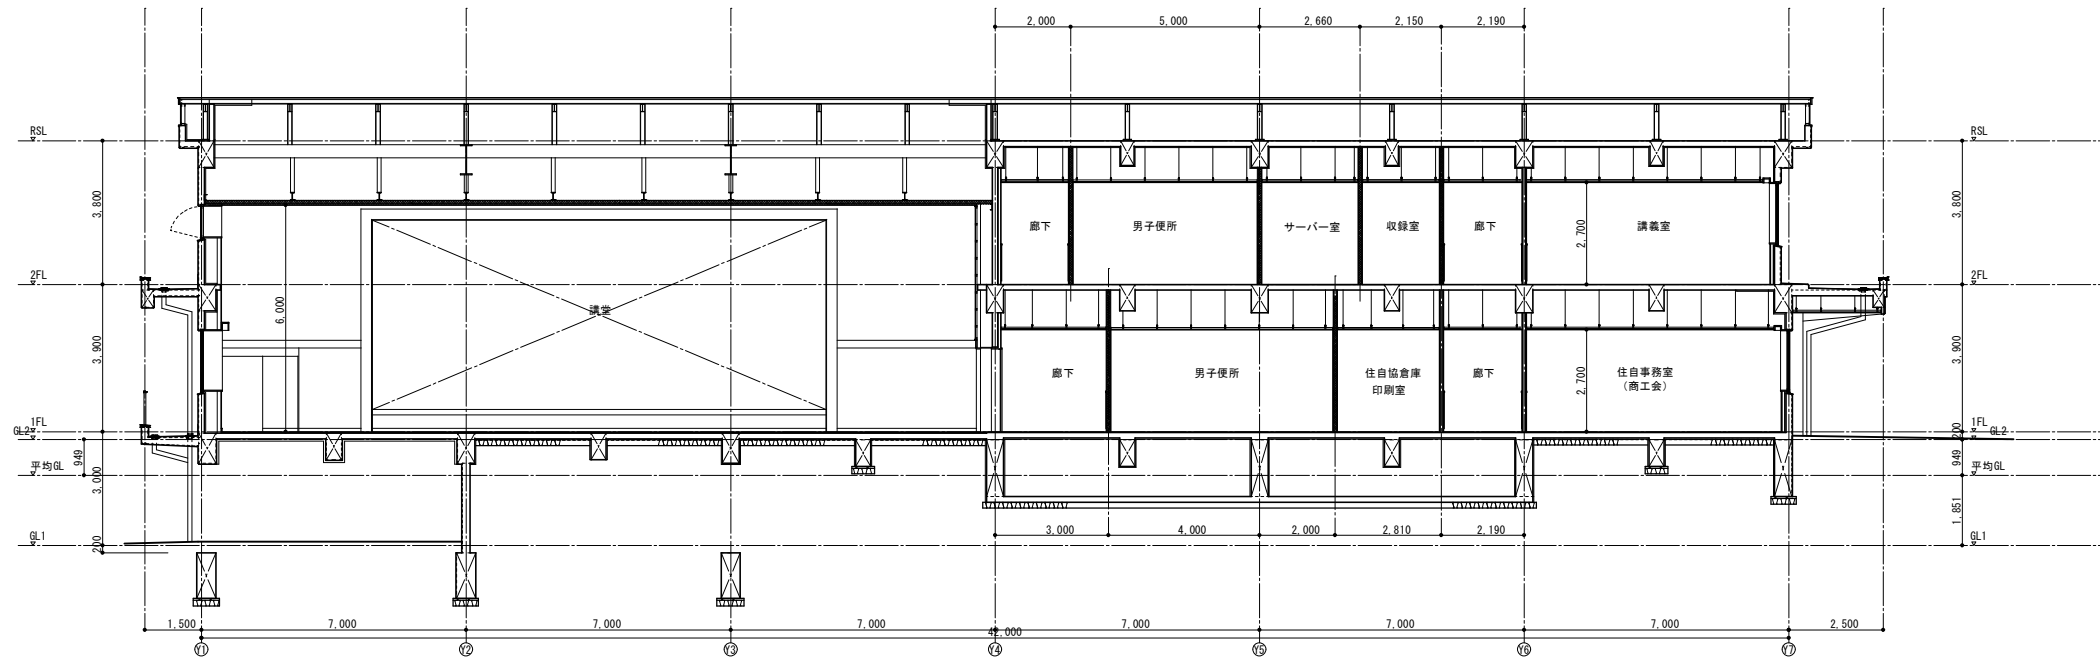 2,000
5,000
2,660
2,150
2,190
RSL
RSL
3,800
3,800
廊下
男子便所
サーバー室
収録室
廊下
講義室
2,700
2FL
2FL
6,000
講堂
3,900
3,900
廊下
男子便所
住自協倉庫
印刷室
廊下
2,700
住自事務室
(商工会)
1FL
GL2
1FL
GL2
200
949
949
平均GL
平均GL
3,000
1,851
3,000
4,000
2,000
2,810
2,190
GL1
GL1
200
1,500
7,000
7,000
7,000
7,000
7,000
7,000
2,500
42,000
Y1
Y2
Y3
Y4
Y5
Y6
Y7